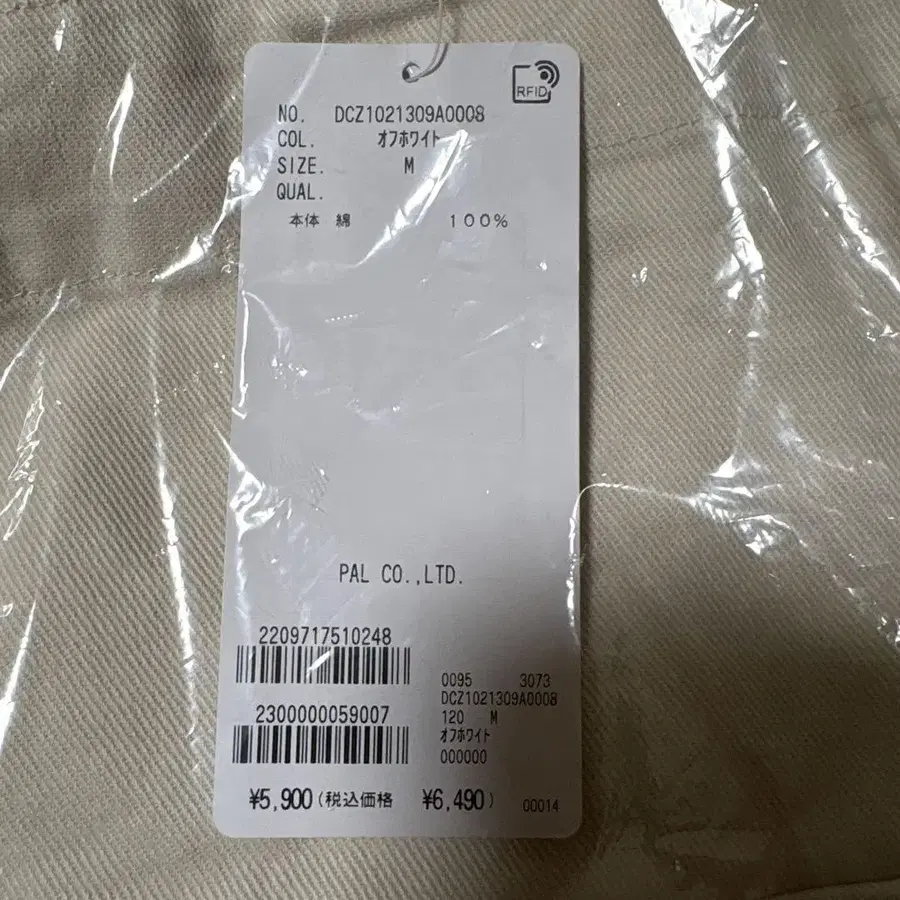 RFID
NO. DCZ1021309A0008
COL. オフホワイト
SIZE. M
QUAL.
本体 綿 100%
PAL CO.,LTD.
2209717510248
2300000059007
0095 3073
DCZ1021309A0008
120 M
オフホワイト
000000
¥5,900(税込価格 ¥6,490)
00014